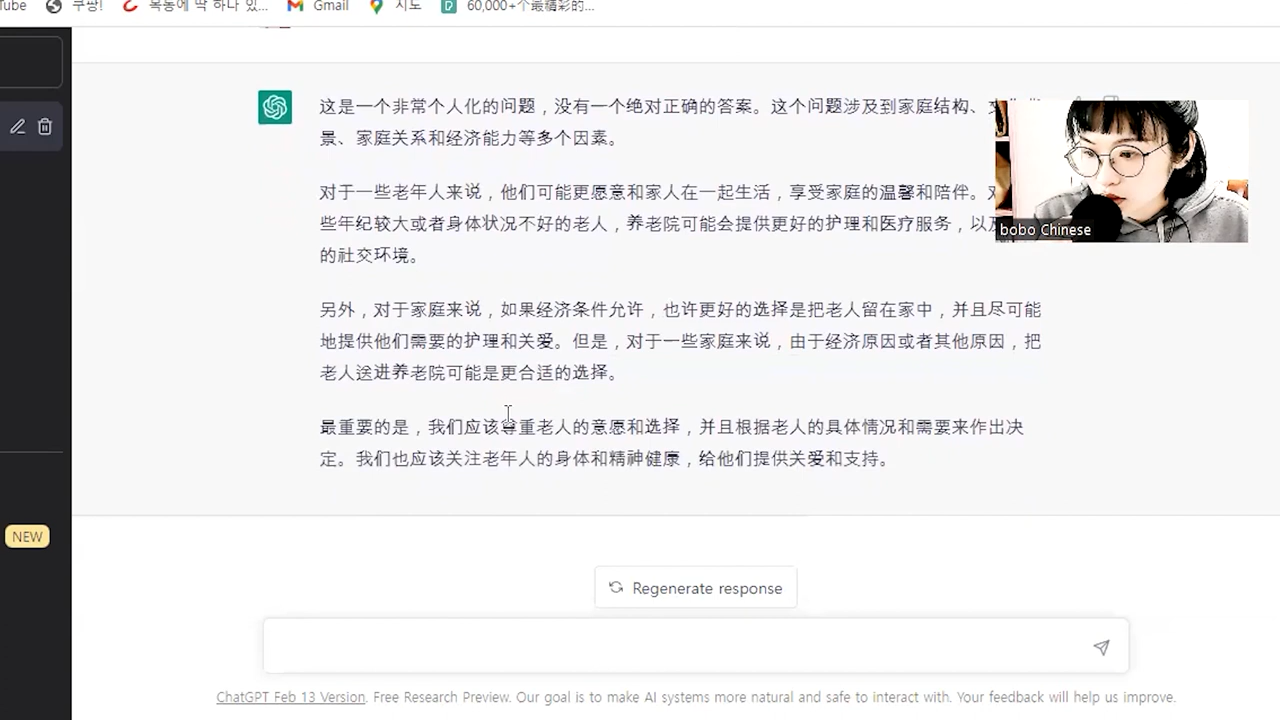 Tube 쿠팡! 목동에 딱 하나 있... Gmail 지도 60,000+个最精彩的...
这是一个非常个人化的问题，没有一个绝对正确的答案。这个问题涉及到家庭结构、
景、家庭关系和经济能力等多个因素。
对于一些老年人来说，他们可能更愿意和家人在一起生活，享受家庭的温馨和陪伴。
些年纪较大或者身体状况不好的老人，养老院可能会提供更好的护理和医疗服务，以
的社交环境。
bobo Chinese
另外，对于家庭来说，如果经济条件允许，也许更好的选择是把老人留在家中，并且尽可能
地提供他们需要的护理和关爱。但是，对于一些家庭来说，由于经济原因或者其他原因，把
老人送进养老院可能是更合适的选择。
最重要的是，我们应该尊重老人的意愿和选择，并且根据老人的具体情况和需要来作出决
定。我们也应该关注老年人的身体和精神健康，给他们提供关爱和支持。
NEW
Regenerate response
ChatGPT Feb 13 Version. Free Research Preview. Our goal is to make AI systems more natural and safe to interact with. Your feedback will help us improve.